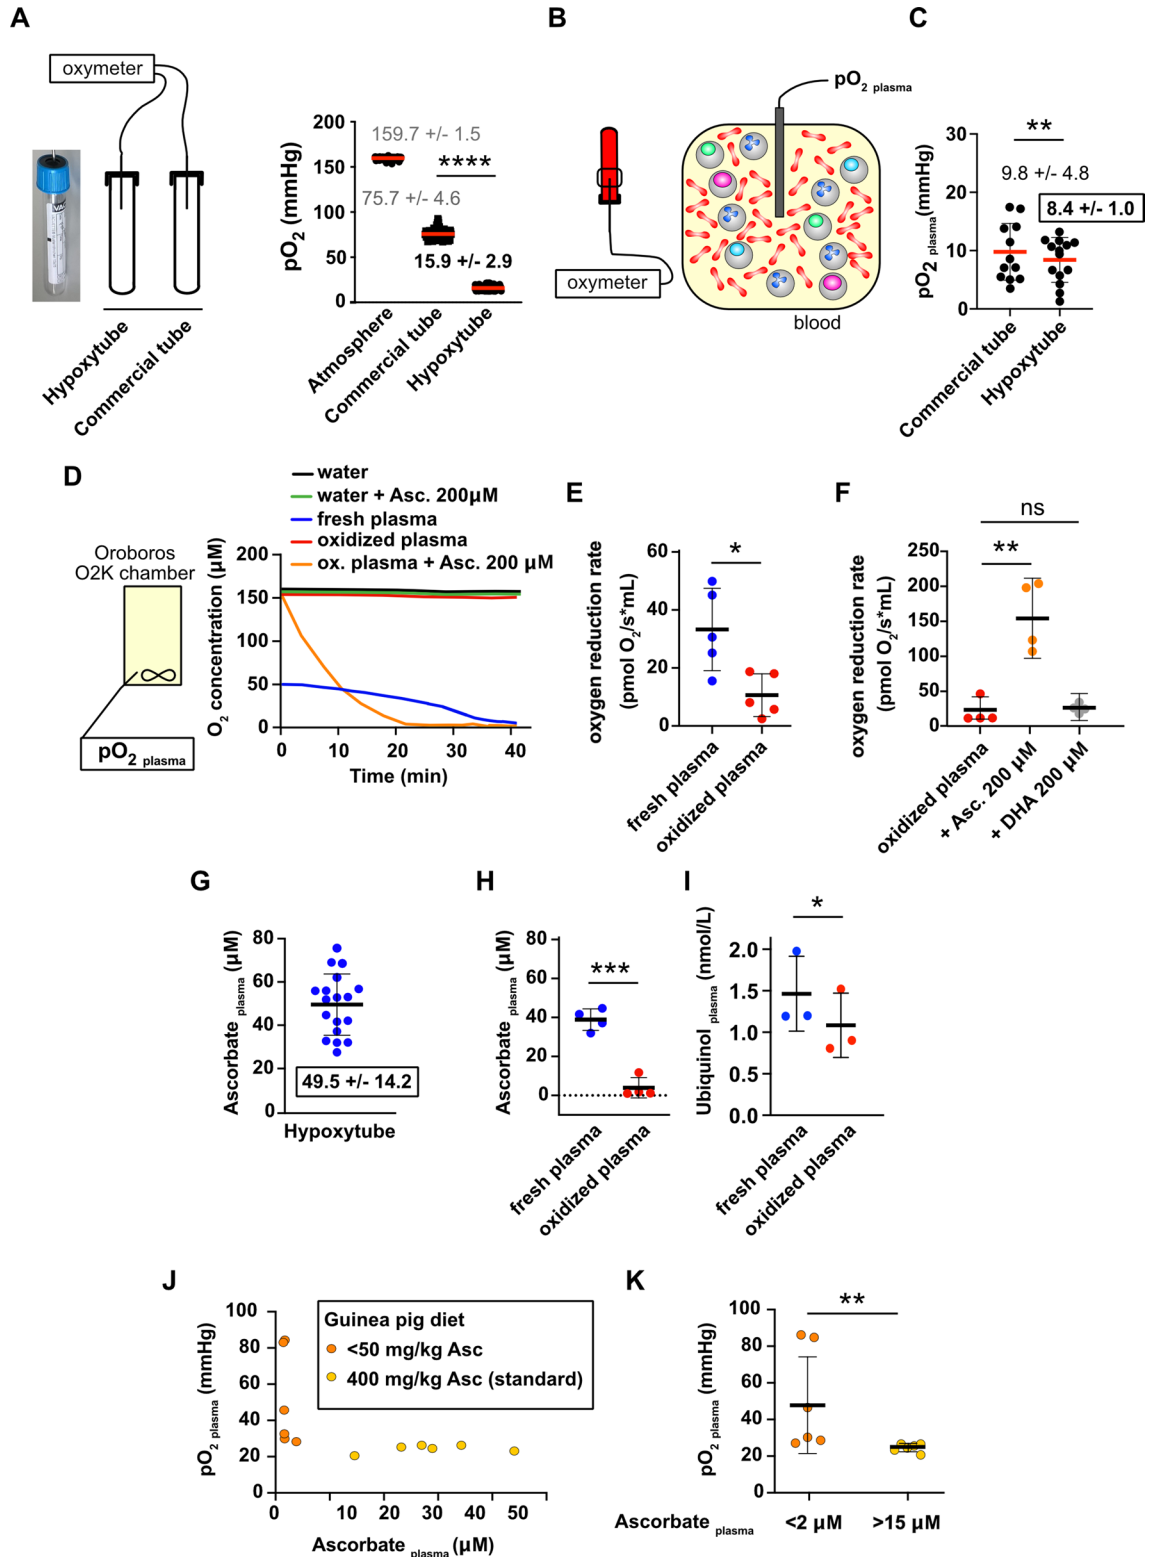 A
oxymeter
Hypoxytube
Commercial tube
pO2 (mmHg)
200
150
100
50
0
159.7 +/- 1.5
75.7 +/- 4.6
****
15.9 +/- 2.9
Atmosphere
Commercial tube
Hypoxytube
B
pO2 plasma
oxymeter
blood
C
pO2 plasma (mmHg)
30
20
10
0
**
9.8 +/- 4.8
8.4 +/- 1.0
Commercial tube
Hypoxytube
D
Oroboros
O2K chamber
pO2 plasma
water
water + Asc. 200µM
fresh plasma
oxidized plasma
ox. plasma + Asc. 200 µM
O2 concentration (µM)
200
150
100
50
0
0 10 20 30 40
Time (min)
E
oxygen reduction rate
(pmol O2/s*mL)
60
40
20
0
*
fresh plasma
oxidized plasma
F
oxygen reduction rate
(pmol O2/s*mL)
250
200
150
100
50
0
ns
**
oxidized plasma
+ Asc. 200 µM
+ DHA 200 µM
G
Ascorbate plasma (µM)
80
60
40
20
0
49.5 +/- 14.2
Hypoxytube
H
Ascorbate plasma (µM)
80
60
40
20
0
***
fresh plasma
oxidized plasma
I
Ubiquinol plasma (nmol/L)
2.0
1.5
1.0
0.5
0.0
*
fresh plasma
oxidized plasma
J
pO2 plasma (mmHg)
100
80
60
40
20
0
Guinea pig diet
<50 mg/kg Asc
400 mg/kg Asc (standard)
0 10 20 30 40 50
Ascorbate plasma (µM)
K
pO2 plasma (mmHg)
100
80
60
40
20
0
**
Ascorbate plasma <2 µM >15 µM